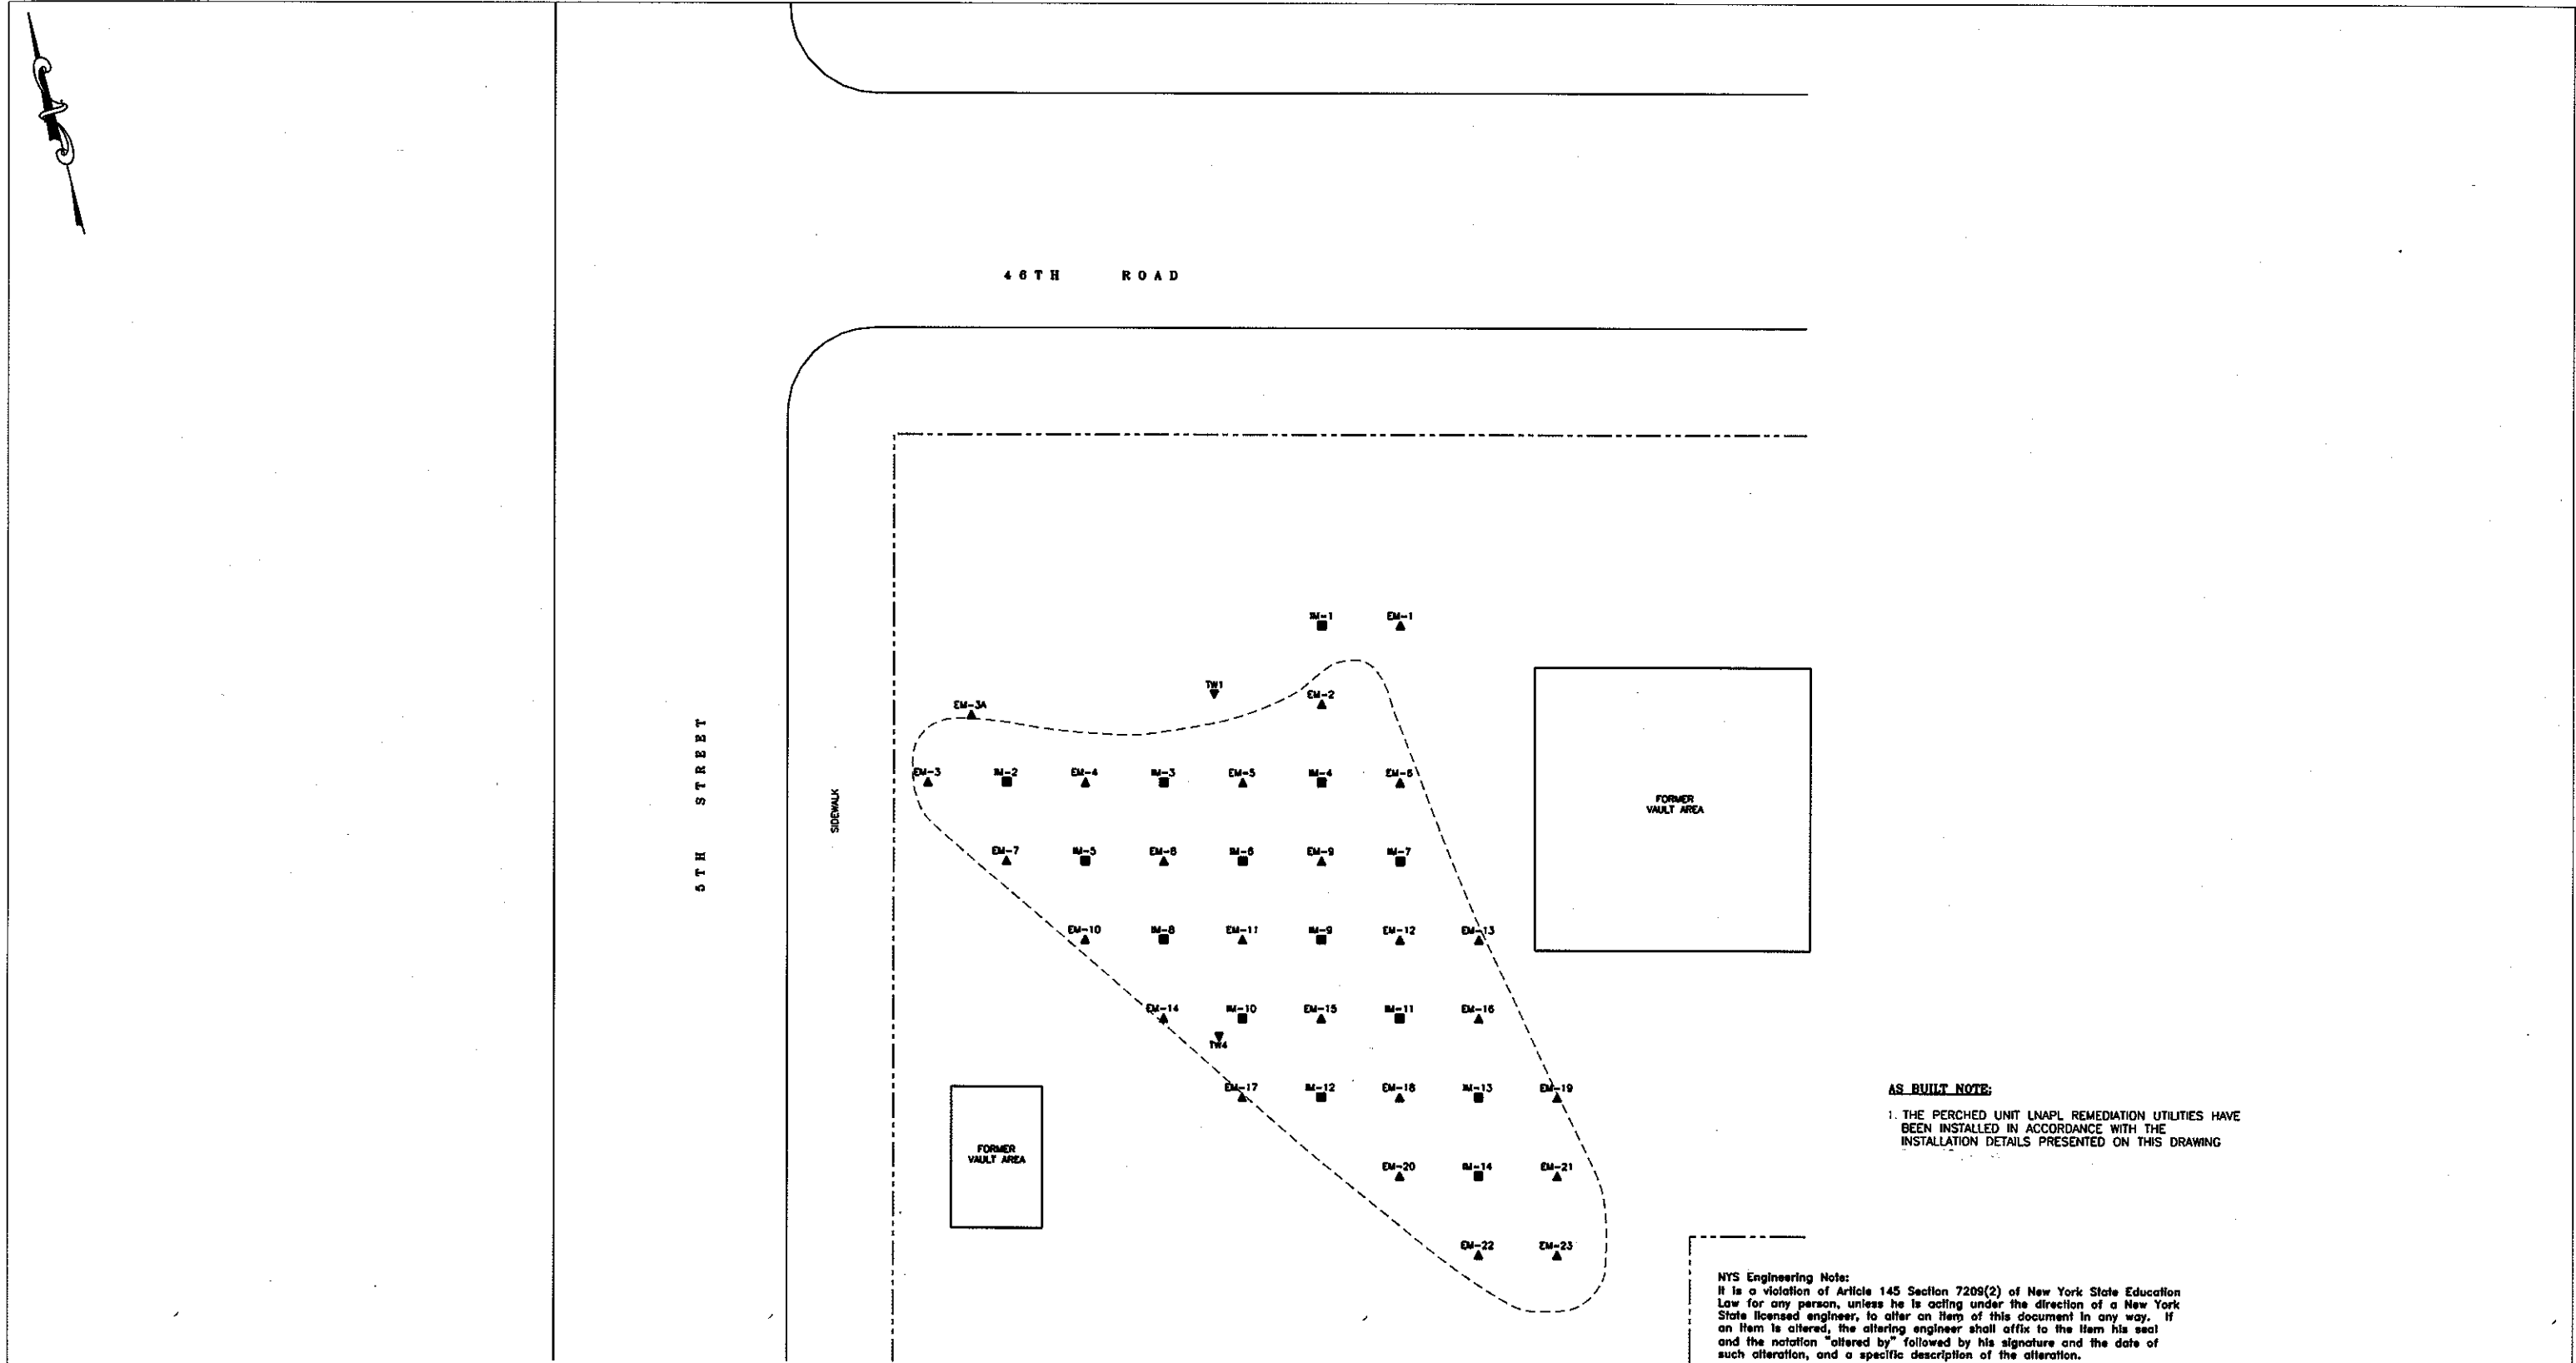 46TH ROAD
IM-1 EM-1
TW1 EM-2
EM-3A
5TH STREET
SIDEWALK
EM-3 IM-2 EM-4 IM-3 EM-5 IM-4 EM-6
FORMER
VAULT AREA
EM-7 IM-5 EM-8 IM-6 EM-9 IM-7
EM-10 IM-8 EM-11 IM-9 EM-12 EM-13
EM-14 IM-10 EM-15 IM-11 EM-16
TW4
EM-17 IM-12 EM-18 IM-13 EM-19
FORMER
VAULT AREA
EM-20 IM-14 EM-21
EM-22 EM-23
AS BUILT NOTE:
1. THE PERCHED UNIT LNAPL REMEDIATION UTILITIES HAVE
BEEN INSTALLED IN ACCORDANCE WITH THE
INSTALLATION DETAILS PRESENTED ON THIS DRAWING
NYS Engineering Note:
It is a violation of Article 145 Section 7209(2) of New York State Education
Law for any person, unless he is acting under the direction of a New York
State licensed engineer, to alter an item of this document in any way. If
an item is altered, the altering engineer shall affix to the item his seal
and the notation "altered by" followed by his signature and the date of
such alteration, and a specific description of the alteration.